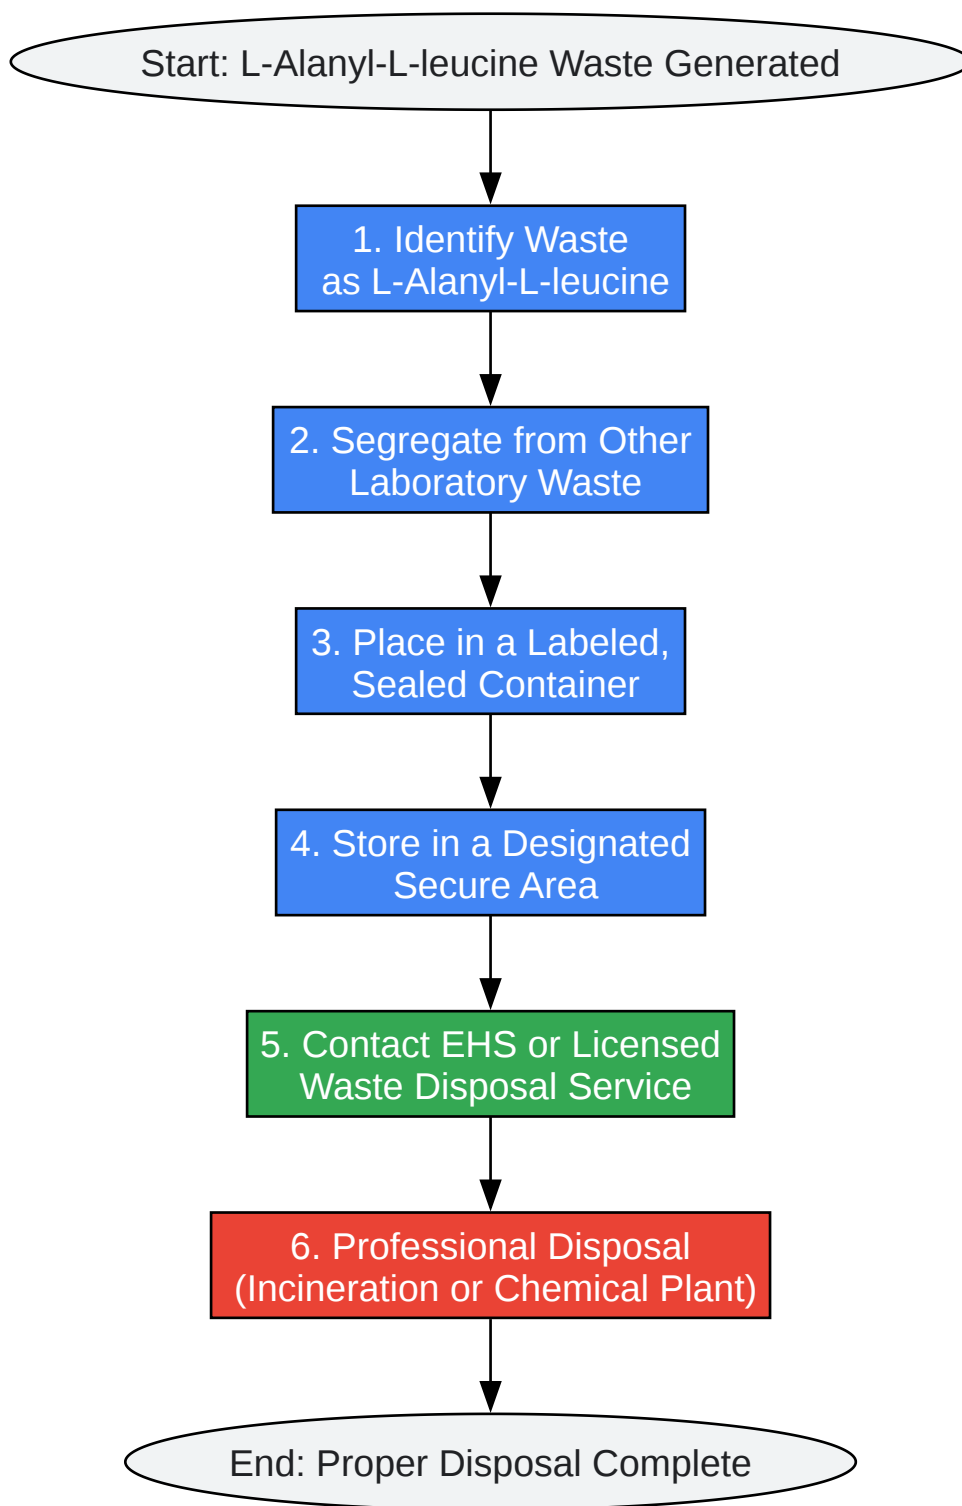 Start: L-Alanyl-L-leucine Waste Generated
1. Identify Waste
as L-Alanyl-L-leucine
2. Segregate from Other
Laboratory Waste
3. Place in a Labeled,
Sealed Container
4. Store in a Designated
Secure Area
5. Contact EHS or Licensed
Waste Disposal Service
6. Professional Disposal
(Incineration or Chemical Plant)
End: Proper Disposal Complete